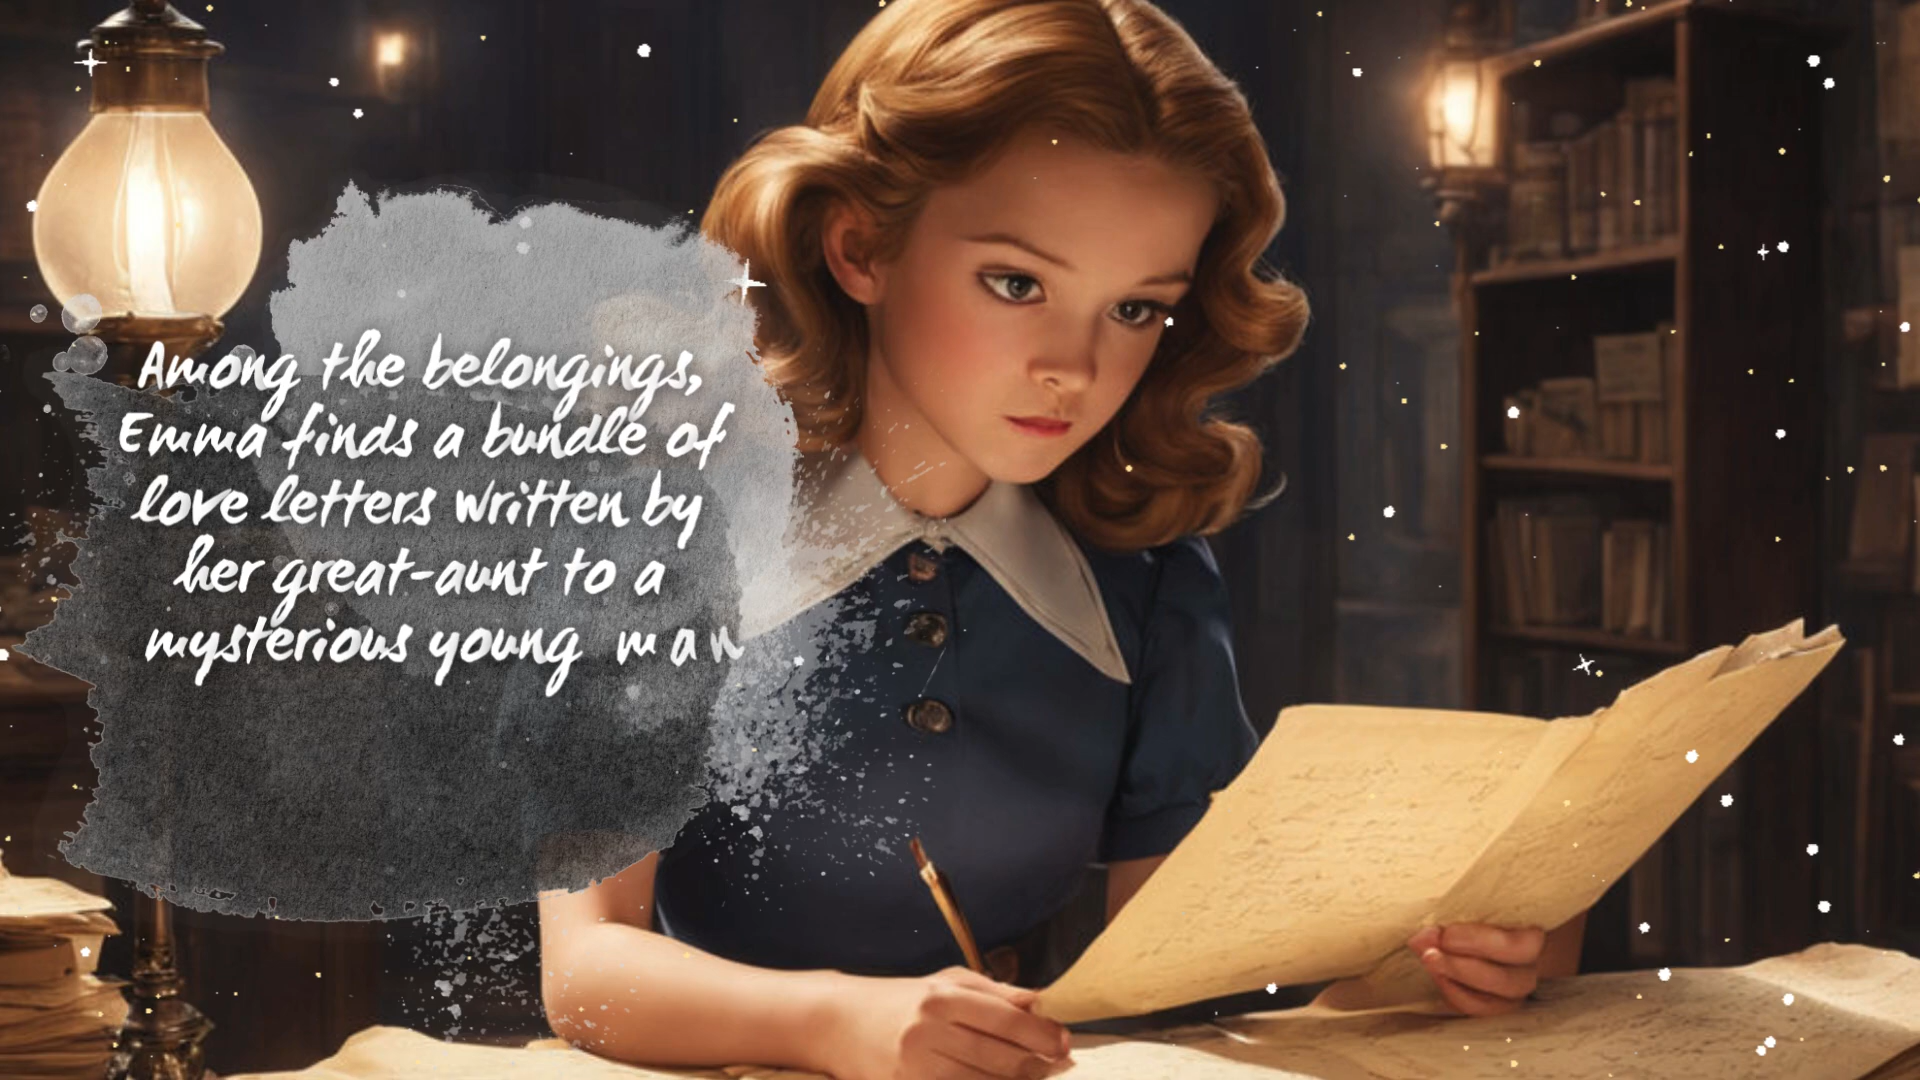 Among the belongings,
Emma finds a bundle of
love letters written by
her great-aunt to a
mysterious young man